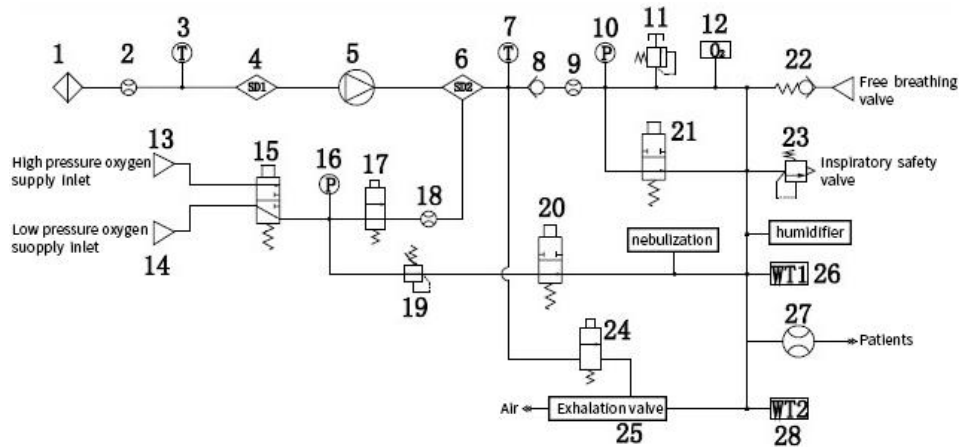 1
2
3
T
4
SD1
5
6
SD2
7
T
8
9
10
P
11
12
O₂
22
Free breathing
valve
13
High pressure oxygen
supply inlet
15
16
P
17
18
21
23
Inspiratory safety
valve
Low pressure oxygen
suopply Inlet
14
19
20
nebulization
humidifier
WT1
26
24
27
Patients
Air
Exhalation valve
25
WT2
28